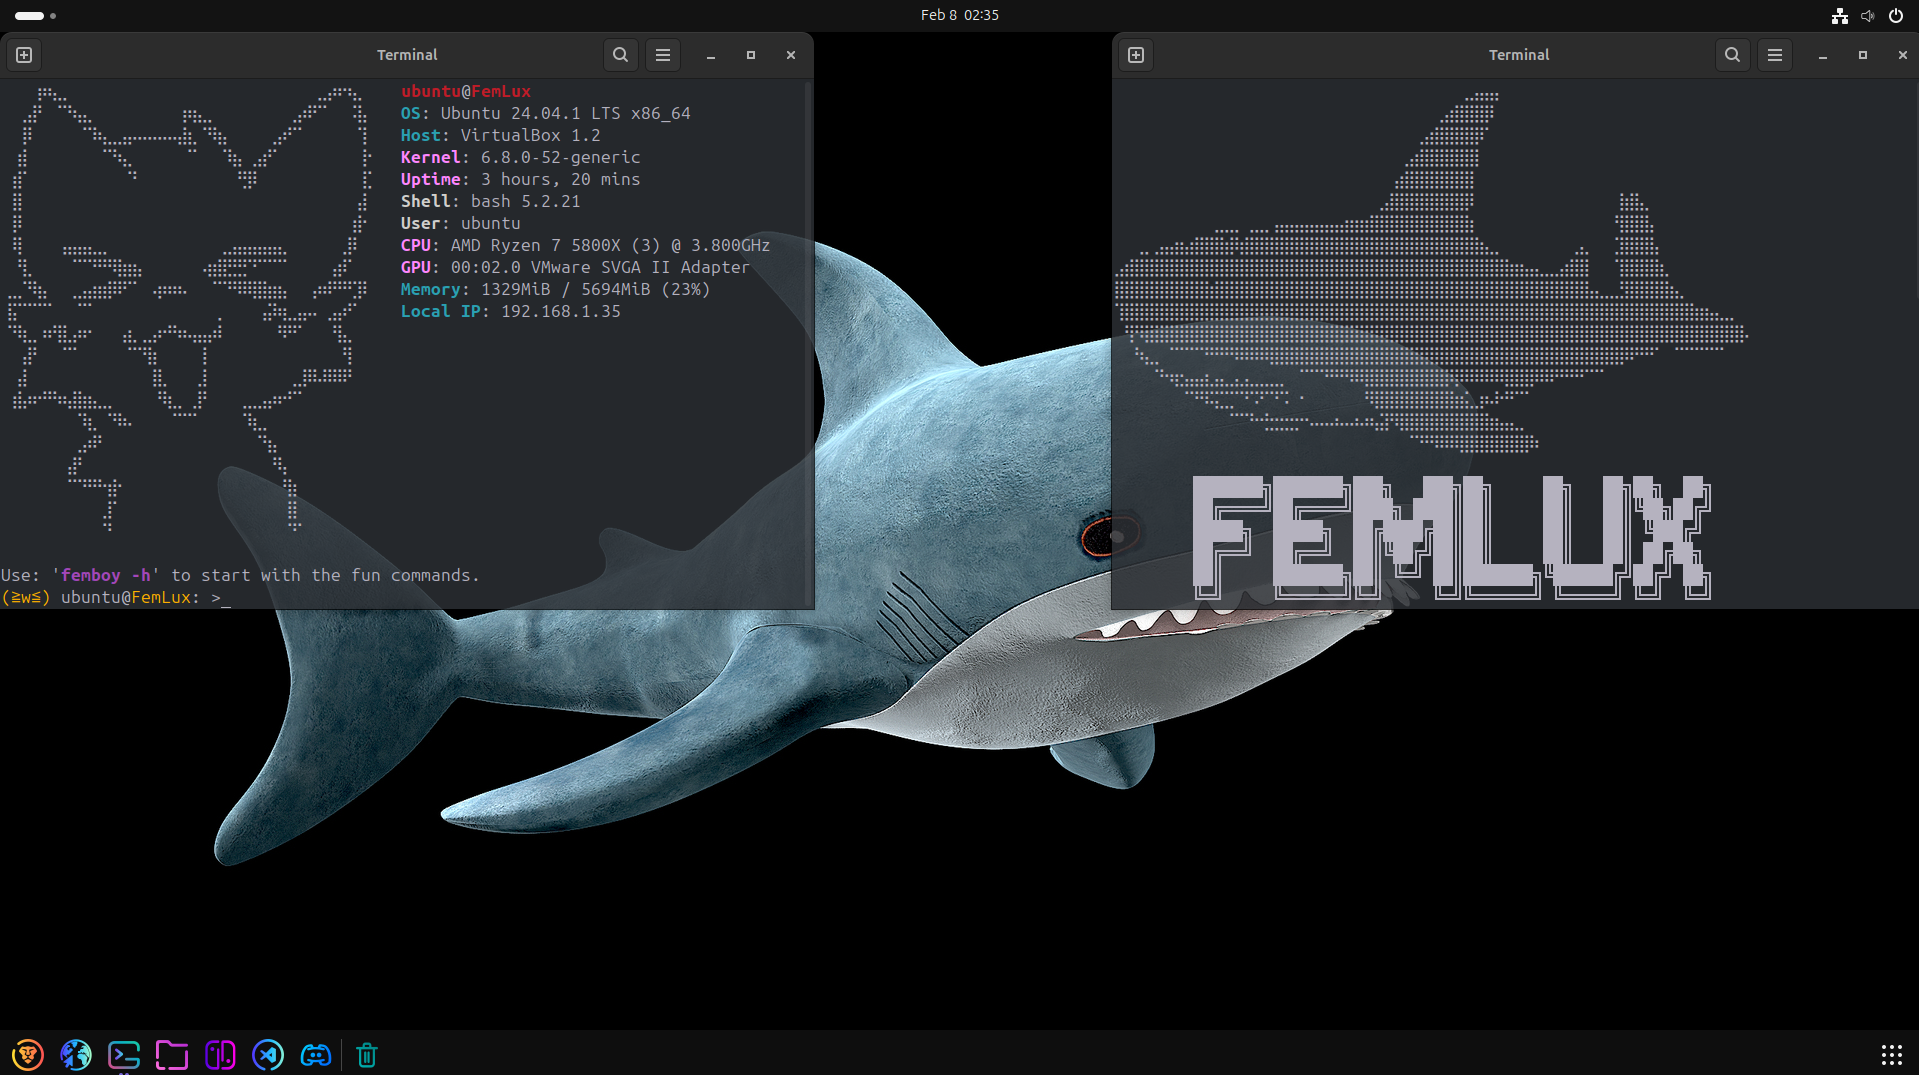 Feb 8 02:35
Terminal
ubuntu@FemLux
OS: Ubuntu 24.04.1 LTS x86_64
Host: VirtualBox 1.2
Kernel: 6.8.0-52-generic
Uptime: 3 hours, 20 mins
Shell: bash 5.2.21
User: ubuntu
CPU: AMD Ryzen 7 5800X (3) @ 3.800GHz
GPU: 00:02.0 VMware SVGA II Adapter
Memory: 1329MiB / 5694MiB (23%)
Local IP: 192.168.1.35
Use: 'femboy -h' to start with the fun commands.
(≧w≦) ubuntu@FemLux: >_
Terminal
FEMLUX